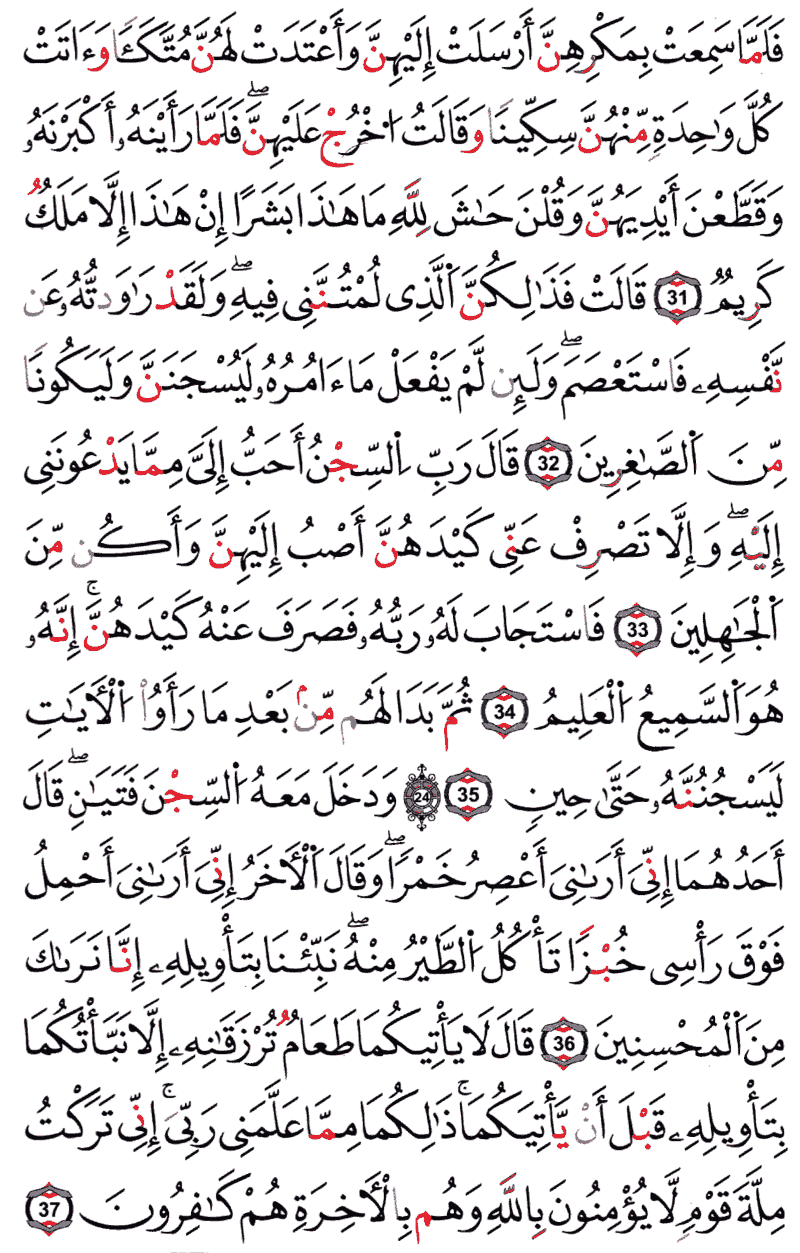 فَلَمَّا سَمِعَتْ بِمَكْرِهِنَّ أَرْسَلَتْ إِلَيْهِنَّ وَأَعْتَدَتْ لَهُنَّ مُتَّكَـًٔا وَءَاتَتْ
كُلَّ وَٰحِدَةٍ مِّنْهُنَّ سِكِّينًا وَقَالَتُ ٱخْرُجْ عَلَيْهِنَّ ۖ فَلَمَّا رَأَيْنَهُۥٓ أَكْبَرْنَهُۥ
وَقَطَّعْنَ أَيْدِيَهُنَّ وَقُلْنَ حَٰشَ لِلَّهِ مَا هَٰذَا بَشَرًا إِنْ هَٰذَا إِلَّا مَلَكٌ
كَرِيمٌ 31 قَالَتْ فَذَٰلِكُنَّ ٱلَّذِى لُمْتُنَّنِى فِيهِ ۖ وَلَقَدْ رَٰوَدتُّهُۥ عَن
نَّفْسِهِۦ فَٱسْتَعْصَمَ ۖ وَلَئِن لَّمْ يَفْعَلْ مَا ءَامُرُهُۥ لَيُسْجَنَنَّ وَلَيَكُونًا
مِّنَ ٱلصَّٰغِرِينَ 32 قَالَ رَبِّ ٱلسِّجْنُ أَحَبُّ إِلَىَّ مِمَّا يَدْعُونَنِى
إِلَيْهِ ۖ وَإِلَّا تَصْرِفْ عَنِّى كَيْدَهُنَّ أَصْبُ إِلَيْهِنَّ وَأَكُن مِّنَ
ٱلْجَٰهِلِينَ 33 فَٱسْتَجَابَ لَهُۥ رَبُّهُۥ فَصَرَفَ عَنْهُ كَيْدَهُنَّ ۚ إِنَّهُۥ
هُوَ ٱلسَّمِيعُ ٱلْعَلِيمُ 34 ثُمَّ بَدَا لَهُم مِّنۢ بَعْدِ مَا رَأَوُا۟ ٱلْـَٔايَٰتِ
لَيَسْجُنُنَّهُۥ حَتَّىٰ حِينٍ 35 24 وَدَخَلَ مَعَهُ ٱلسِّجْنَ فَتَيَانِ ۖ قَالَ
أَحَدُهُمَا إِنِّى أَرَىٰنِى أَعْصِرُ خَمْرًا ۖ وَقَالَ ٱلْـَٔاخَرُ إِنِّى أَرَىٰنِى أَحْمِلُ
فَوْقَ رَأْسِى خُبْزًا تَأْكُلُ ٱلطَّيْرُ مِنْهُ ۖ نَبِّئْنَا بِتَأْوِيلِهِۦ إِنَّا نَرَىٰكَ
مِنَ ٱلْمُحْسِنِينَ 36 قَالَ لَا يَأْتِيكُمَا طَعَامٌ تُرْزَقَانِهِۦ إِلَّا نَبَّأْتُكُمَا
بِتَأْوِيلِهِۦ قَبْلَ أَنْ يَّأْتِيَكُمَا ۚ ذَٰلِكُمَا مِمَّا عَلَّمَنِى رَبِّىٓ ۚ إِنِّى تَرَكْتُ
مِلَّةَ قَوْمٍ لَّا يُؤْمِنُونَ بِٱللَّهِ وَهُم بِٱلْـَٔاخِرَةِ هُمْ كَٰفِرُونَ 37